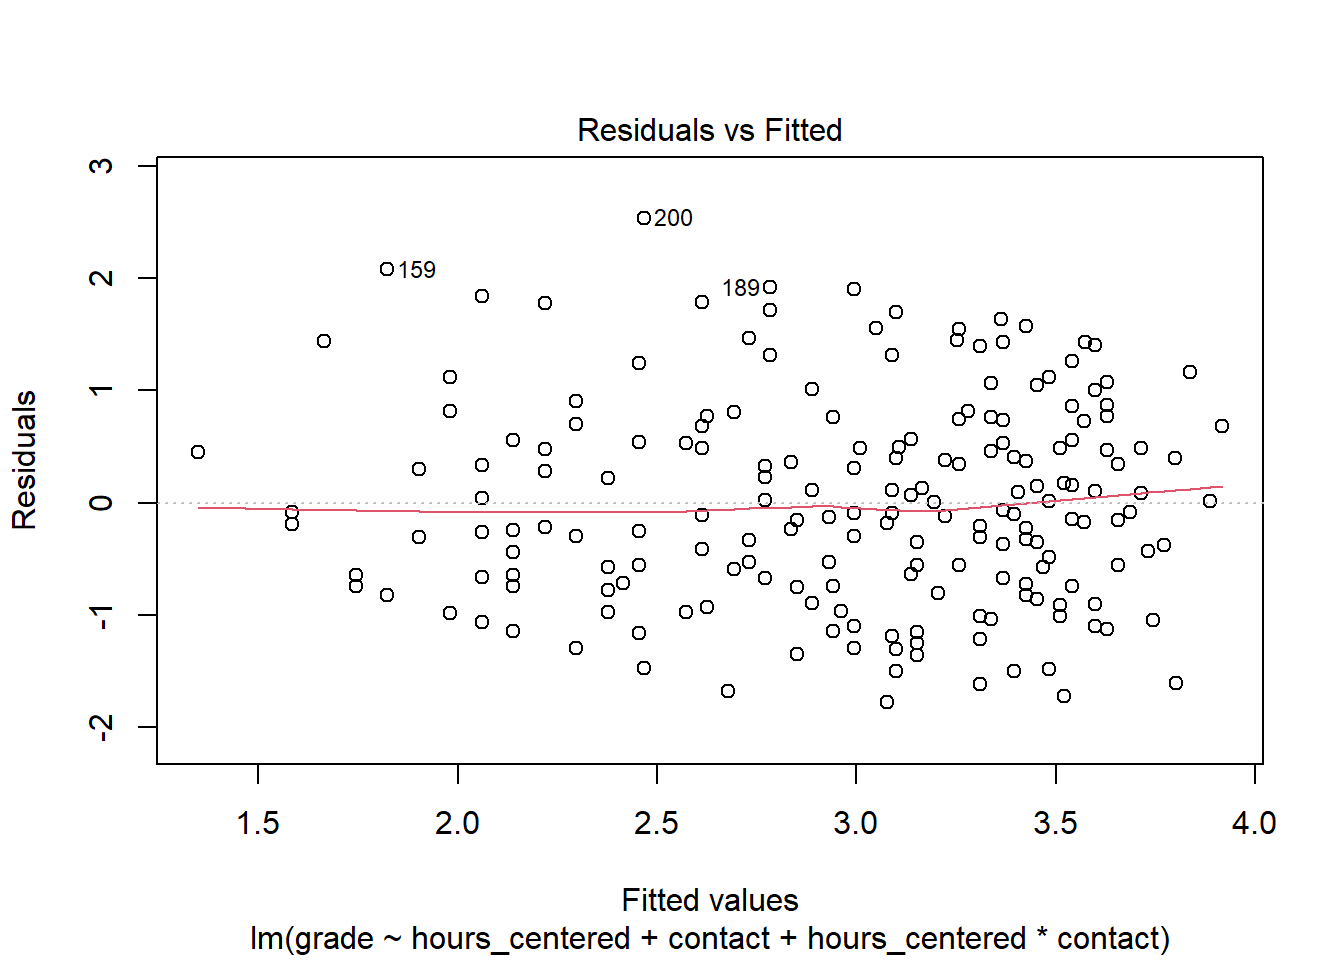 Residuals vs Fitted
3
2
1
0
-1
-2
Residuals
200
159
189
1.5 2.0 2.5 3.0 3.5 4.0
Fitted values
lm(grade ~ hours_centered + contact + hours_centered * contact)